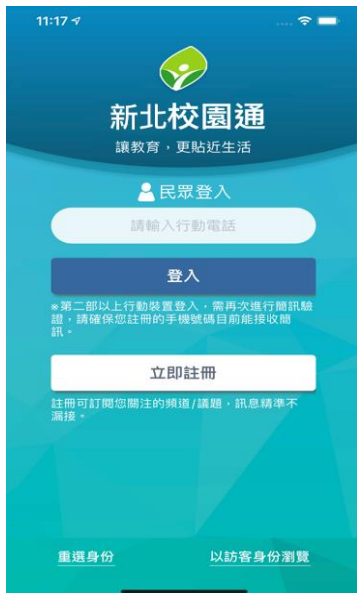 11:17
新北校園通
讓教育，更貼近生活
民眾登入
請輸入行動電話
登入
※第二部以上行動裝置登入，需再次進行簡訊驗
證，請確保您註冊的手機號碼目前能接收簡
訊。
立即註冊
註冊可訂閱您關注的頻道/議題，訊息精準不
漏接。
重選身份
以訪客身份瀏覽